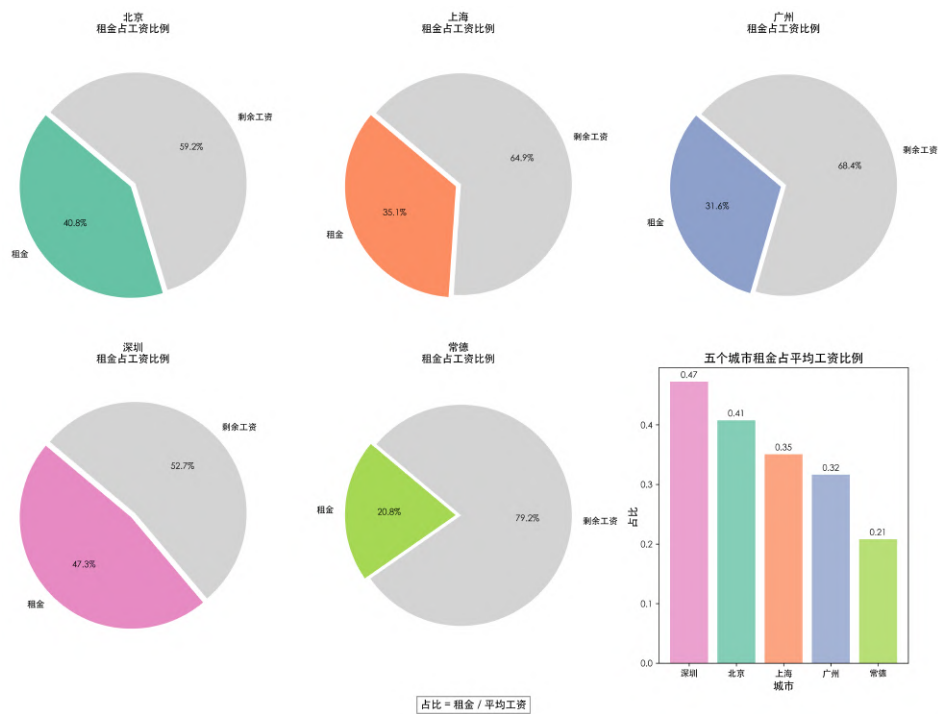 北京
租金占工资比例
剩余工资
59.2%
40.8%
租金
上海
租金占工资比例
剩余工资
64.9%
35.1%
租金
广州
租金占工资比例
剩余工资
68.4%
31.6%
租金
深圳
租金占工资比例
剩余工资
52.7%
47.3%
租金
常德
租金占工资比例
租金
20.8%
79.2%
剩余工资
五个城市租金占平均工资比例
0.47
0.41
0.35
0.32
0.21
占比
0.4
0.3
0.2
0.1
0.0
深圳 北京 上海 广州 常德
城市
占比 = 租金 / 平均工资